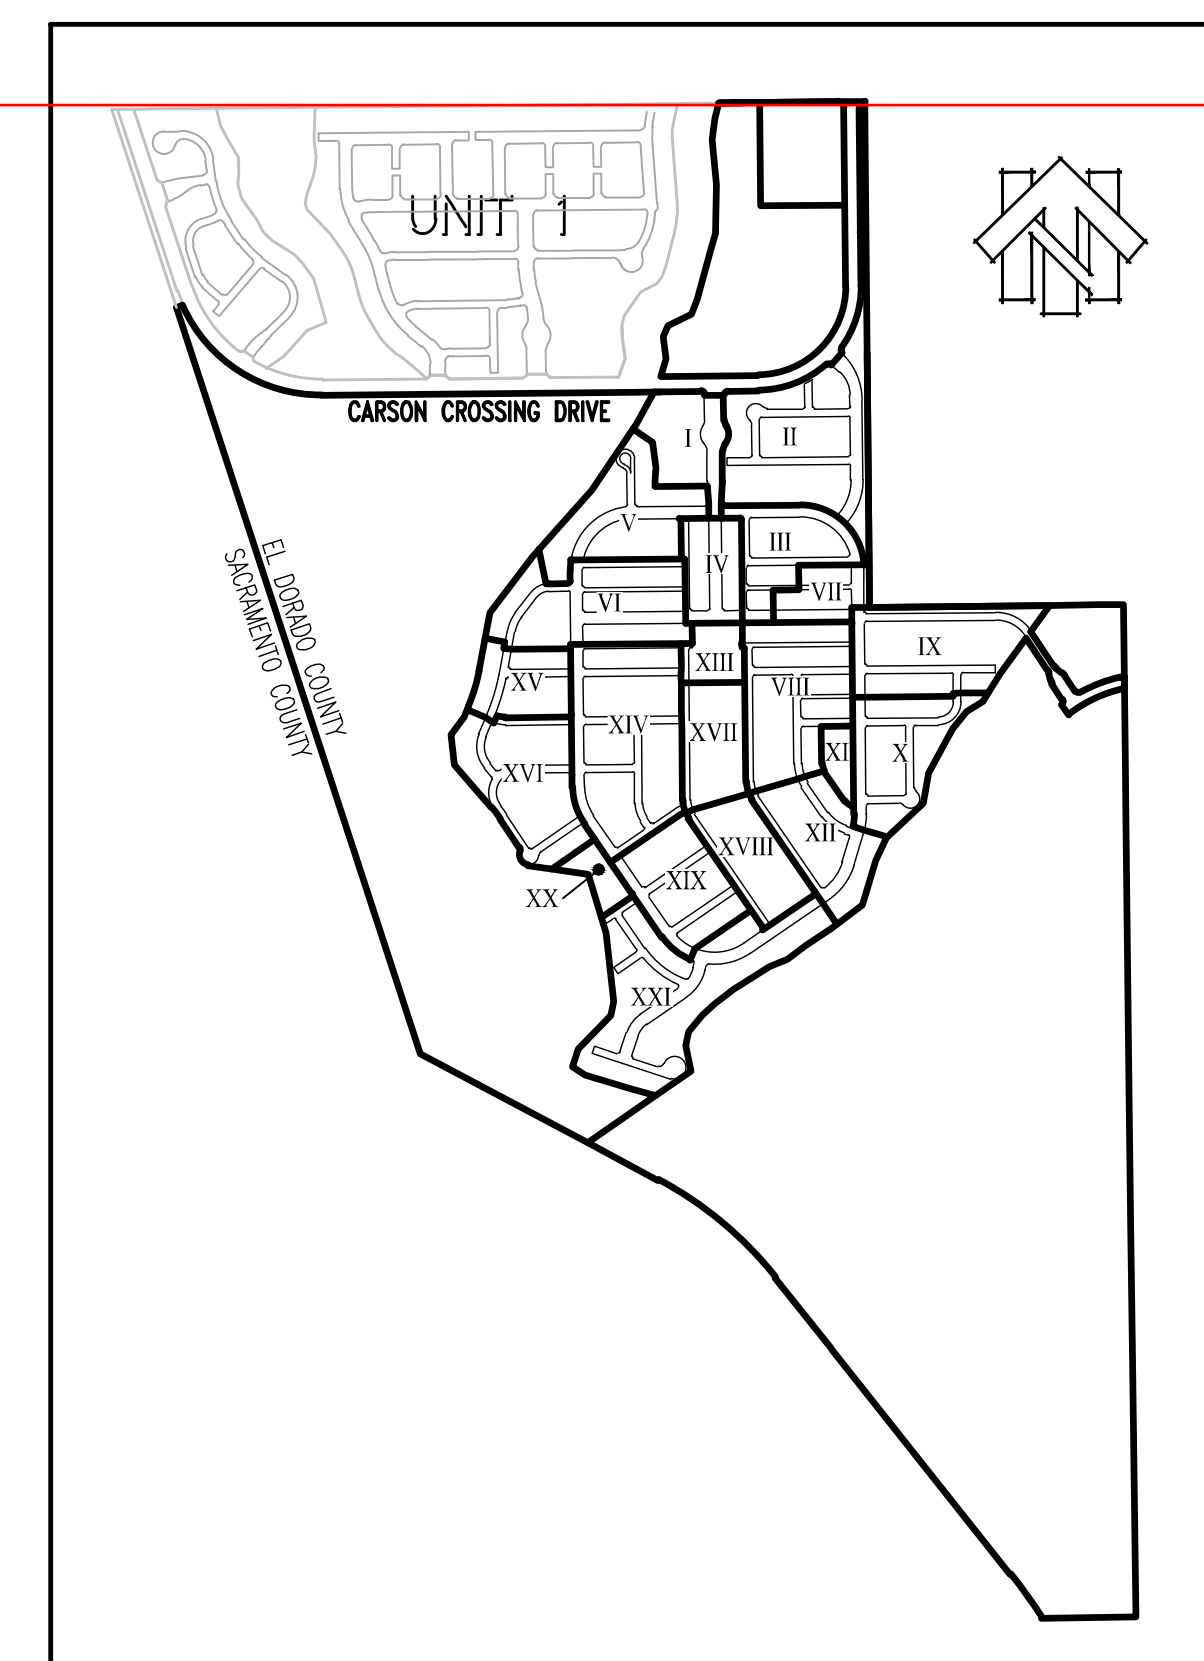 UNIT 1
CARSON CROSSING DRIVE
I
II
V
III
IV
VII
VI
IX
XIII
XV
VIII
XIV
XVII
XI
X
XVI
XII
XVIII
XIX
XX
XXI
EL DORADO COUNTY
SACRAMENTO COUNTY
N